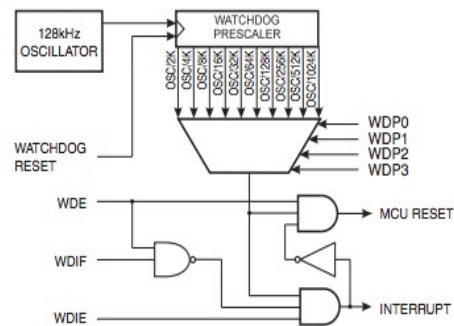 128kHz
OSCILLATOR
WATCHDOG
PRESCALER
OSC/2K
OSC/4K
OSC/8K
OSC/16K
OSC/32K
OSC/64K
OSC/128K
OSC/256K
OSC/512K
OSC/1024K
WATCHDOG
RESET
WDP0
WDP1
WDP2
WDP3
WDE
MCU RESET
WDIF
WDIE
INTERRUPT